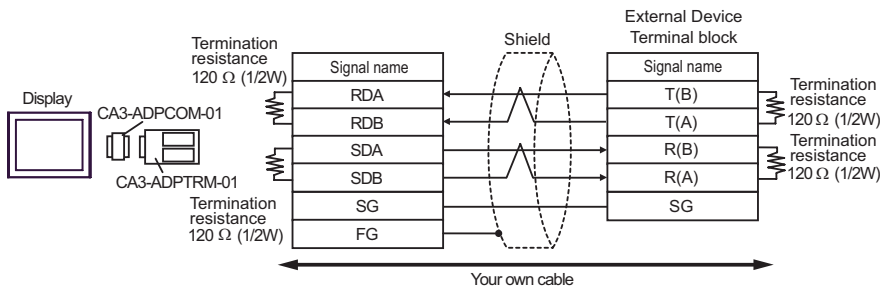 External Device
Terminal block
Termination
resistance
120 Ω (1/2W)
Shield
Signal name
Signal name
Display
CA3-ADPCOM-01
CA3-ADPTRM-01
RDA
T(B)
RDB
T(A)
SDA
R(B)
SDB
R(A)
SG
SG
FG
Termination
resistance
120 Ω (1/2W)
Termination
resistance
120 Ω (1/2W)
Termination
resistance
120 Ω (1/2W)
Your own cable